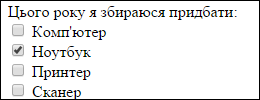 Цього року я збираюся придбати:
Комп'ютер
Ноутбук
Принтер
Сканер